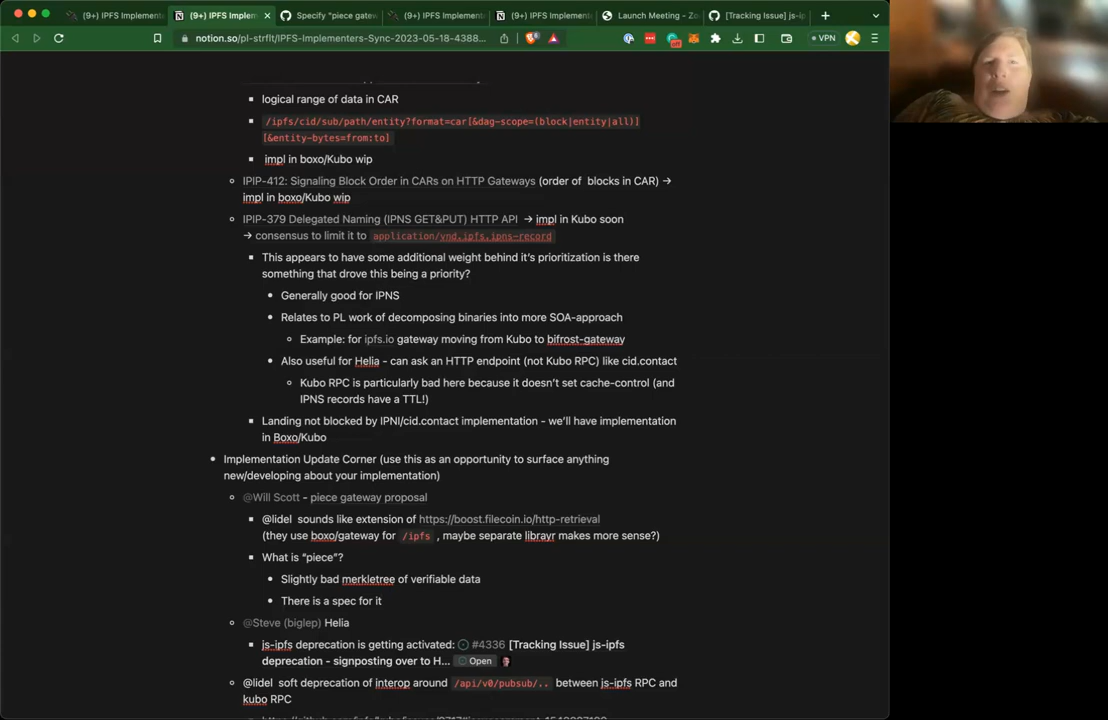 (9+) IPFS Implementers
(9+) IPFS Implem
Specify "piece gatew
(9+) IPFS Implementers
(9+) IPFS Implem
Launch Meeting - Zo
[Tracking Issue] js-ip
notion.so/pl-strflt/IPFS-Implementers-Sync-2023-05-18-4388...
VPN
logical range of data in CAR
/ipfs/cid/sub/path/entity?format=car[&dag-scope=(block|entity|all)]
[&entity-bytes=from:to]
impl in boxo/Kubo wip
IPIP-412: Signaling Block Order in CARs on HTTP Gateways (order of blocks in CAR) →
impl in boxo/Kubo wip
IPIP-379 Delegated Naming (IPNS GET&PUT) HTTP API → impl in Kubo soon
→ consensus to limit it to application/vnd.ipfs.ipns-record
This appears to have some additional weight behind it's prioritization is there
something that drove this being a priority?
Generally good for IPNS
Relates to PL work of decomposing binaries into more SOA-approach
Example: for ipfs.io gateway moving from Kubo to bifrost-gateway
Also useful for Helia - can ask an HTTP endpoint (not Kubo RPC) like cid.contact
Kubo RPC is particularly bad here because it doesn't set cache-control (and
IPNS records have a TTL!)
Landing not blocked by IPNI/cid.contact implementation - we'll have implementation
in Boxo/Kubo
Implementation Update Corner (use this as an opportunity to surface anything
new/developing about your implementation)
@Will Scott - piece gateway proposal
@lidel sounds like extension of https://boost.filecoin.io/http-retrieval
(they use boxo/gateway for /ipfs , maybe separate librayr makes more sense?)
What is "piece"?
Slightly bad merkletree of verifiable data
There is a spec for it
@Steve (biglep) Helia
js-ipfs deprecation is getting activated: #4336 [Tracking Issue] js-ipfs
deprecation - signposting over to H... Open
@lidel soft deprecation of interop around /api/v0/pubsub/.. between js-ipfs RPC and
kubo RPC